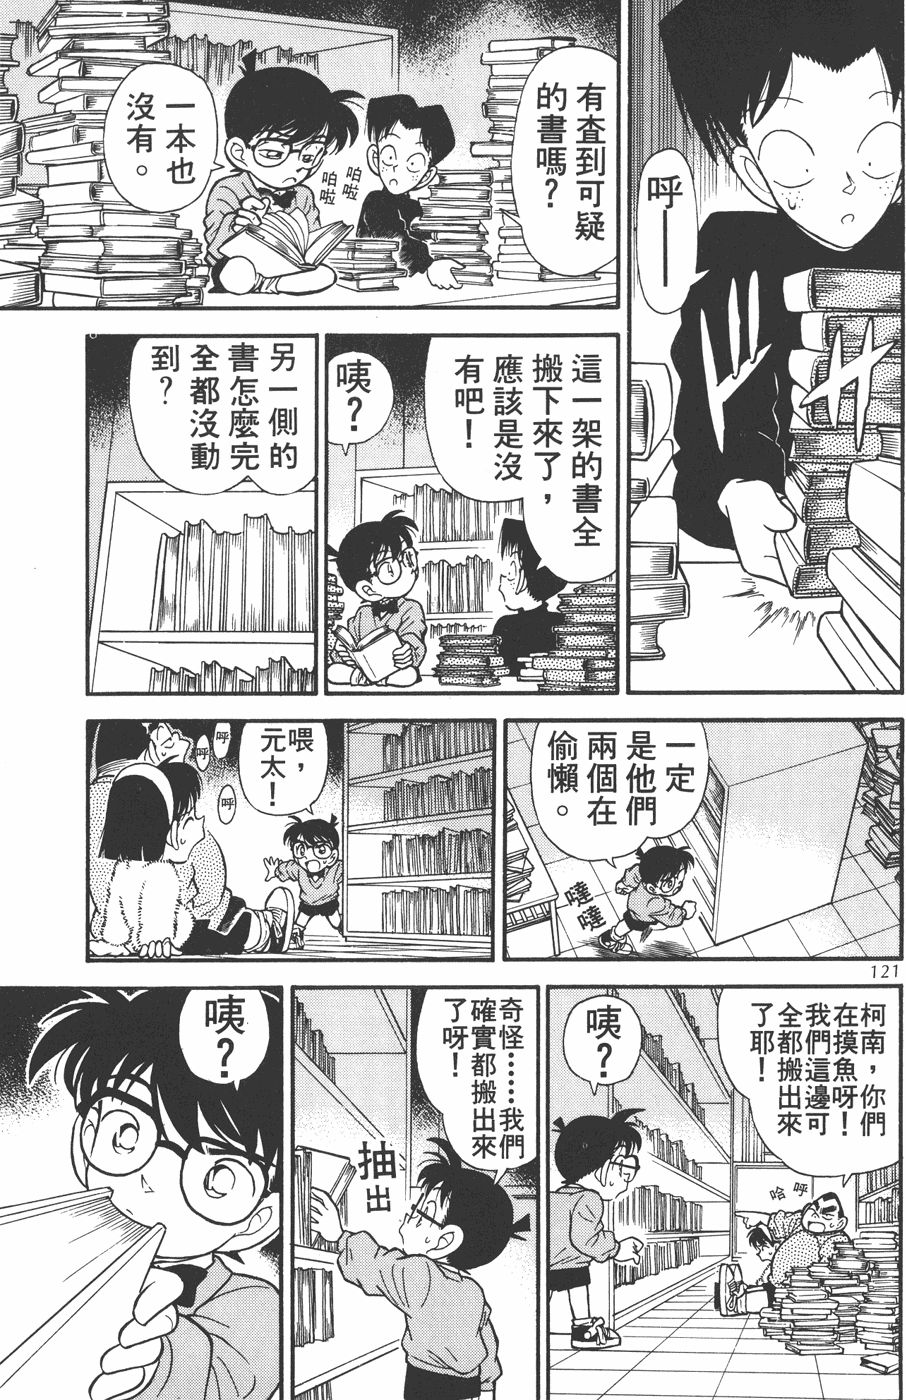 呼——
有查到可疑
的書嗎？
一本也
沒有。
啪
啦
啪
啦
這一架的書全
搬下來了，
應該是沒
有吧！
咦？
另一側的
書怎麼完
全都沒動
到？
一定
是他們
兩個在
偷懶。
噠
噠
喂，
元太！
呼
呼
呼
121
柯南，你們
在摸魚呀！
我們這邊可
全都搬出來
了耶！
呼
哈
咦？
奇怪……我們
確實都搬出來
了呀！
抽
出
咦？